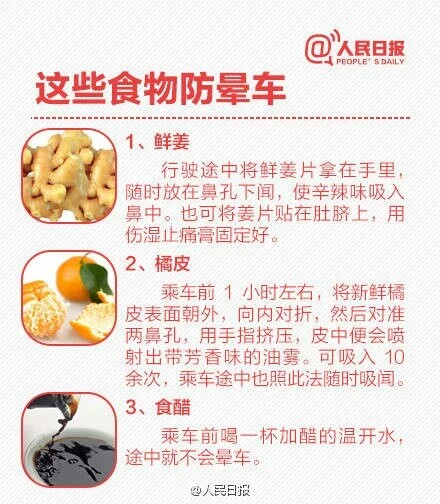 @人民日报
PEOPLE'S DAILY
这些食物防晕车
1、鲜姜
行驶途中将鲜姜片拿在手里，
随时放在鼻孔下闻，使辛辣味吸入
鼻中。也可将姜片贴在肚脐上，用
伤湿止痛膏固定好。
2、橘皮
乘车前 1 小时左右，将新鲜橘
皮表面朝外，向内对折，然后对准
两鼻孔，用手指挤压，皮中便会喷
射出带芳香味的油雾。可吸入 10
余次，乘车途中也照此法随时吸闻。
3、食醋
乘车前喝一杯加醋的温开水，
途中就不会晕车。
@人民日报